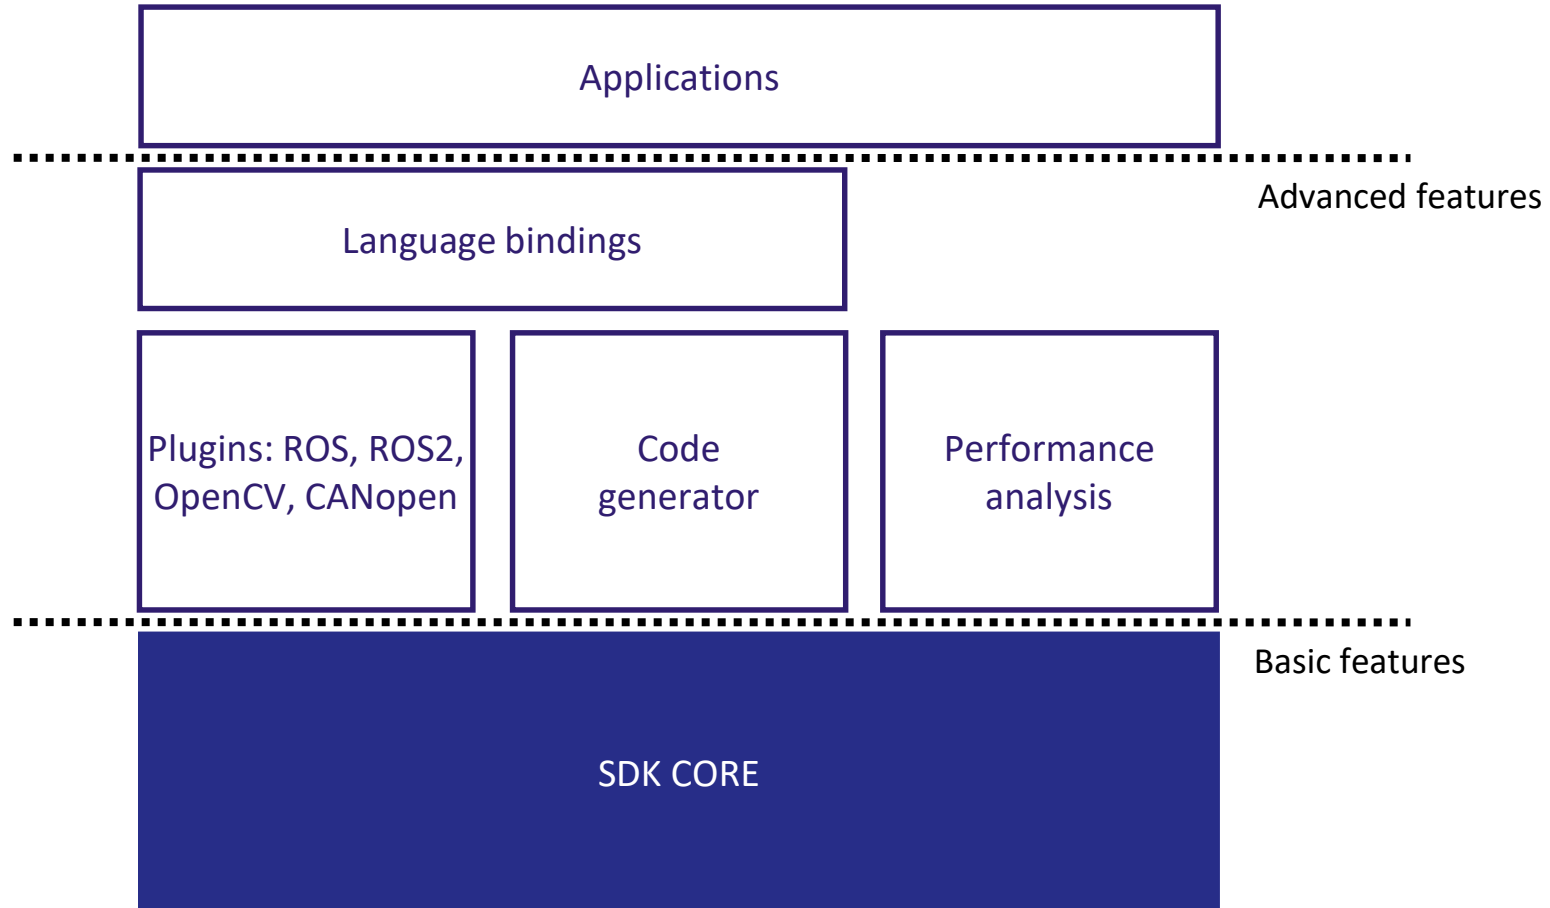 Applications
Advanced features
Language bindings
Plugins: ROS, ROS2,
OpenCV, CANopen
Code
generator
Performance
analysis
Basic features
SDK CORE